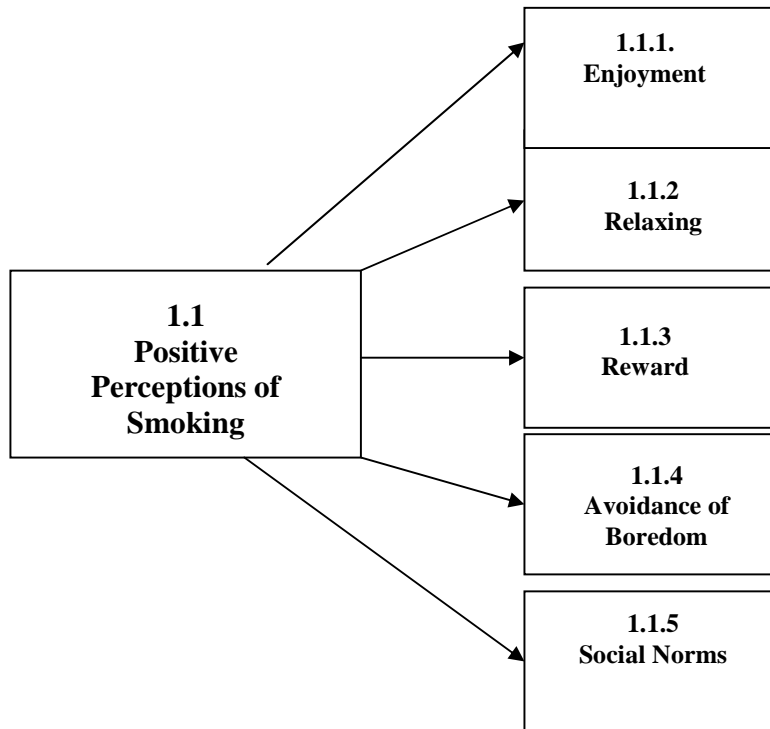 1.1.1.
Enjoyment
1.1.2
Relaxing
1.1
Positive
Perceptions of
Smoking
1.1.3
Reward
1.1.4
Avoidance of
Boredom
1.1.5
Social Norms